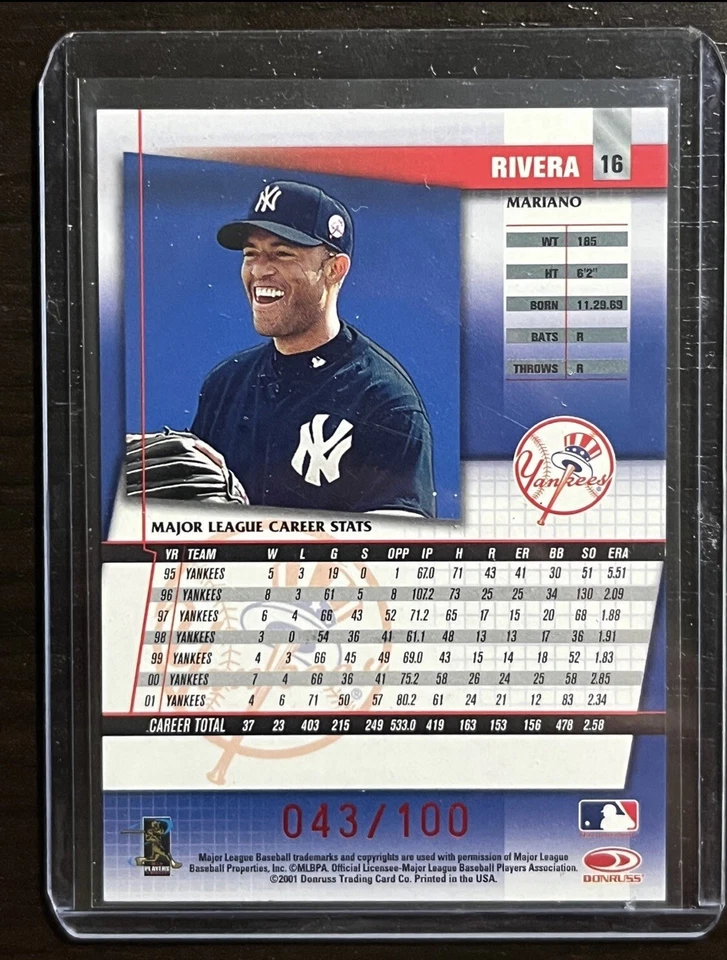 RIVERA 16
MARIANO
WT 185
HT 6'2"
BORN 11.29.69
BATS R
THROWS R
NY
NY
Yankees®
MAJOR LEAGUE CAREER STATS
YR TEAM W L G S OPP IP H R ER BB SO ERA
95 YANKEES 5 3 19 0 1 67.0 71 43 41 30 51 5.51
96 YANKEES 8 3 61 5 8 107.2 73 25 25 34 130 2.09
97 YANKEES 6 4 66 43 52 71.2 65 17 15 20 68 1.88
98 YANKEES 3 0 54 36 41 61.1 48 13 13 17 36 1.91
99 YANKEES 4 3 66 45 49 69.0 43 15 14 18 52 1.83
00 YANKEES 7 4 66 36 41 75.2 58 26 24 25 58 2.85
01 YANKEES 4 6 71 50 57 80.2 61 24 21 12 83 2.34
CAREER TOTAL 37 23 403 215 249 533.0 419 163 153 156 478 2.58
043/100
PLAYERS
Major League Baseball trademarks and copyrights are used with permission of Major League
Baseball Properties, Inc. ©MLBPA. Official Licensee-Major League Baseball Players Association.
©2001 Donruss Trading Card Co. Printed in the USA.
DONRUSS